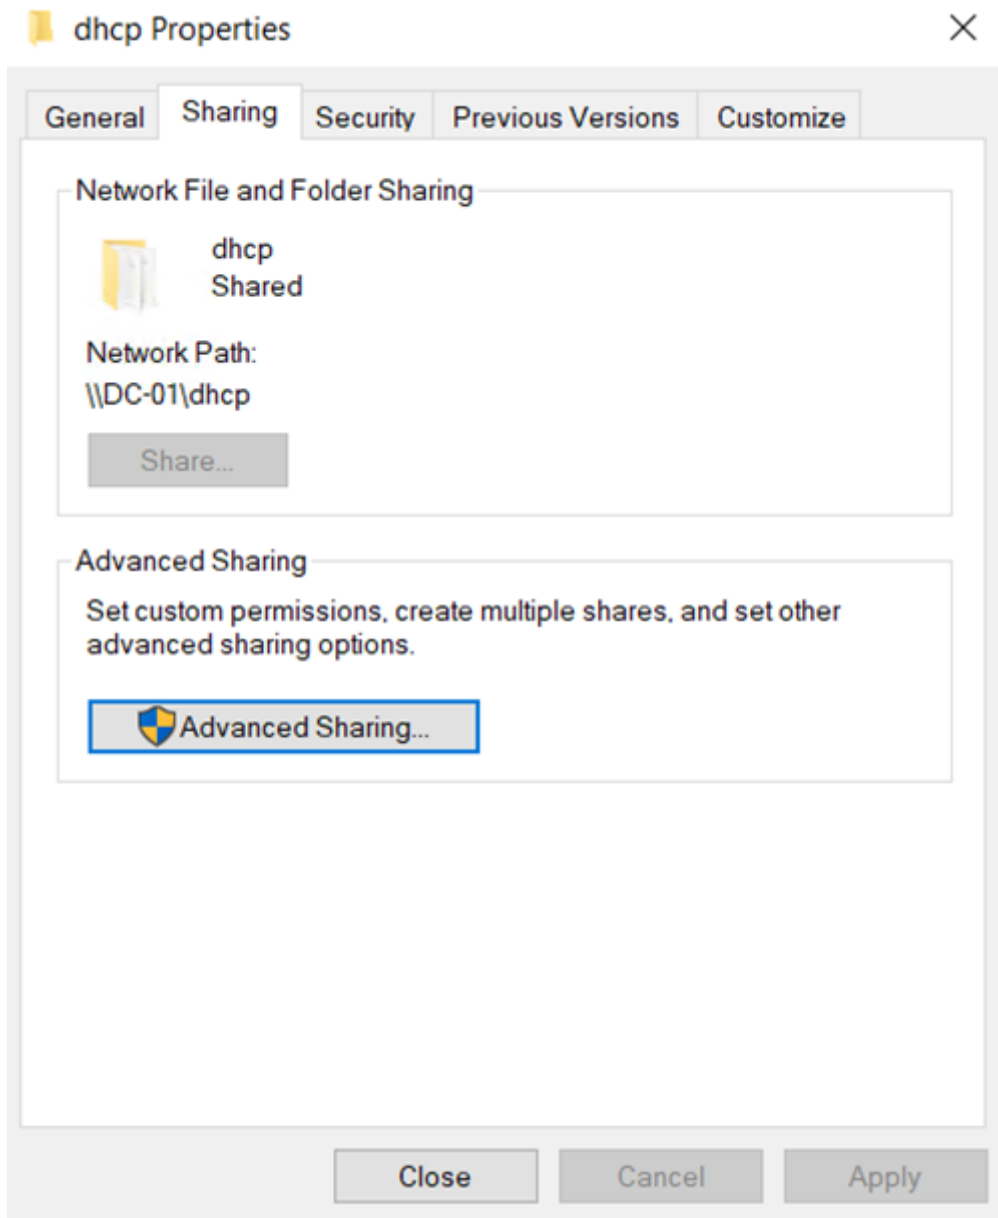 dhcp Properties
General Sharing Security Previous Versions Customize
Network File and Folder Sharing
dhcp
Shared
Network Path:
\\DC-01\dhcp
Share...
Advanced Sharing
Set custom permissions, create multiple shares, and set other
advanced sharing options.
Advanced Sharing...
Close Cancel Apply